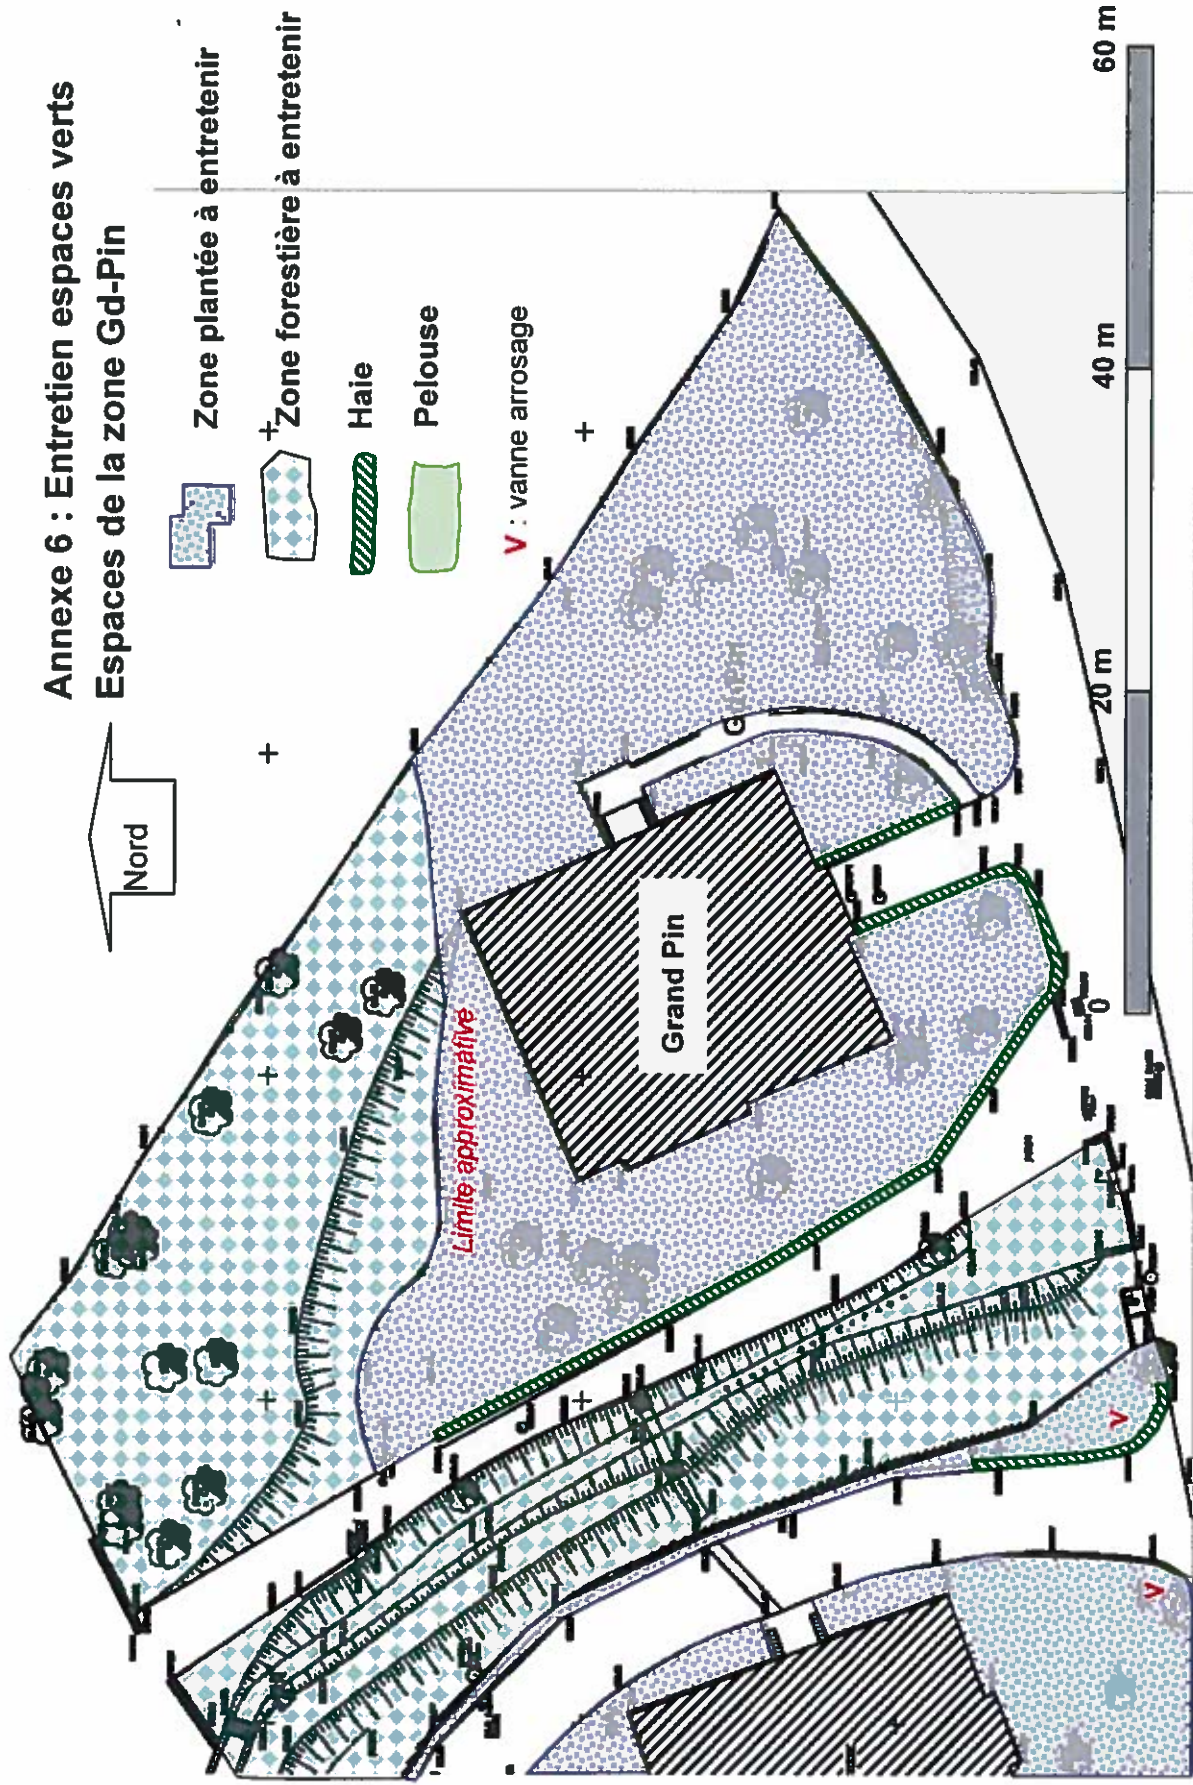 Annexe 6 : Entretien espaces verts
Espaces de la zone Gd-Pin
Nord
Zone plantée à entretenir
Zone forestière à entretenir
Haie
Pelouse
V : vanne arrosage
Limite approximative
Grand Pin
G
V
V
0
20 m
40 m
60 m